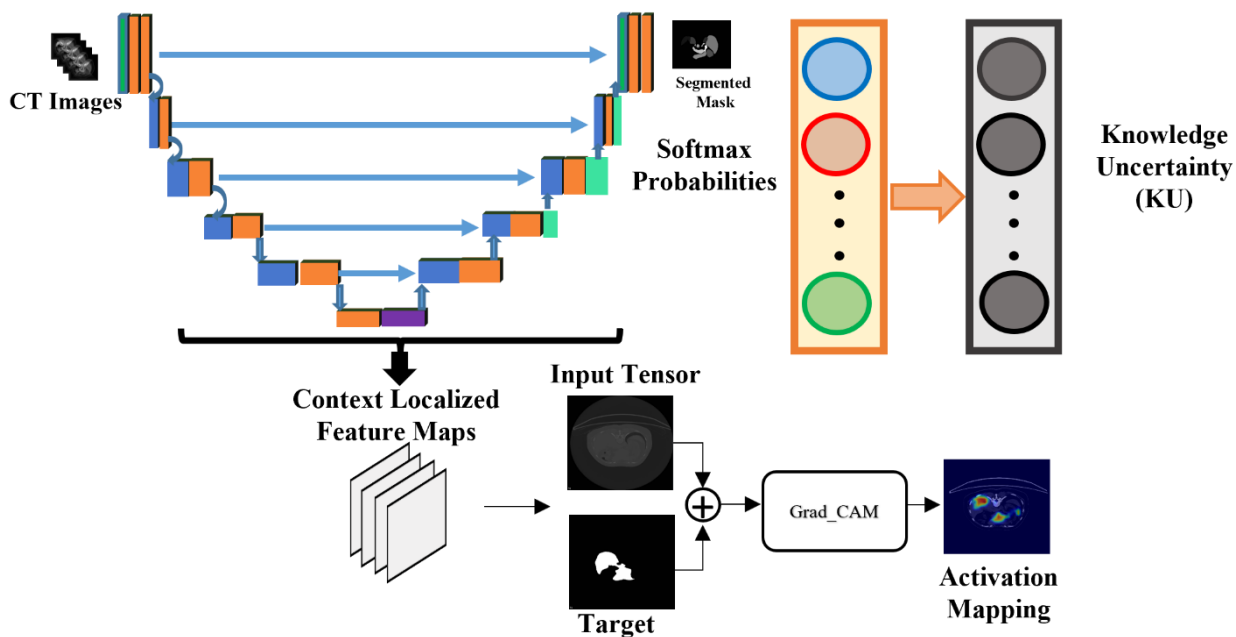 CT Images
Segmented
Mask
Softmax
Probabilities
Knowledge
Uncertainty
(KU)
Context Localized
Feature Maps
Input Tensor
Grad_CAM
Target
Activation
Mapping